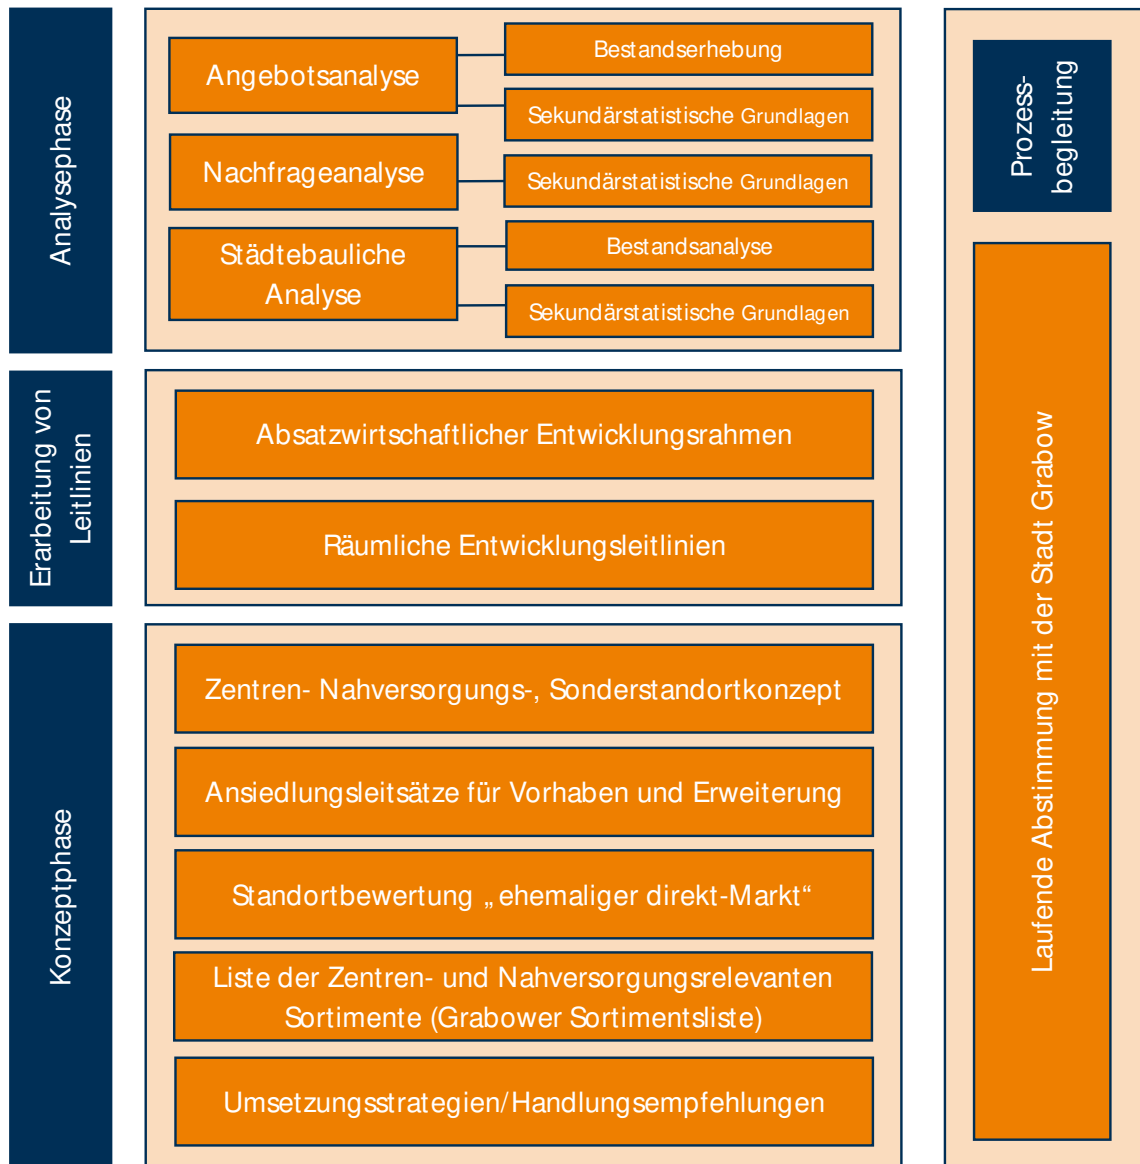 Analysephase
Angebotsanalyse
Bestandserhebung
Sekundärstatistische Grundlagen
Nachfrageanalyse
Sekundärstatistische Grundlagen
Städtebauliche
Analyse
Bestandsanalyse
Sekundärstatistische Grundlagen
Erarbeitung von
Leitlinien
Absatzwirtschaftlicher Entwicklungsrahmen
Räumliche Entwicklungsleitlinien
Konzeptphase
Zentren- Nahversorgungs-, Sonderstandortkonzept
Ansiedlungsleitsätze für Vorhaben und Erweiterung
Standortbewertung „ehemaliger direkt-Markt“
Liste der Zentren- und Nahversorgungsrelevanten
Sortimente (Grabower Sortimentsliste)
Umsetzungsstrategien/Handlungsempfehlungen
Prozess-
begleitung
Laufende Abstimmung mit der Stadt Grabow